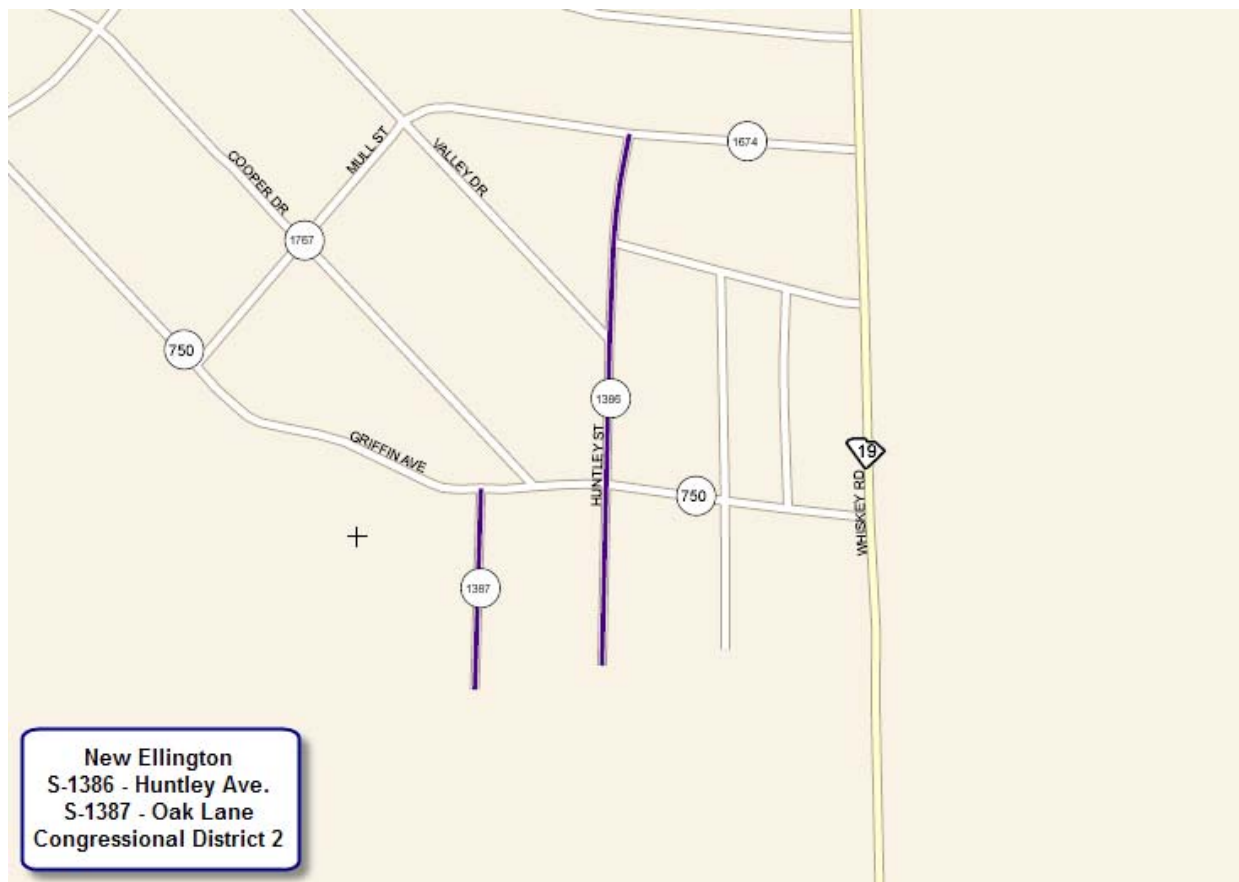 1674
MULL ST
VALLEY DR
COOPER DR
1767
750
1386
19
HUNTLEY ST
GRIFFIN AVE
750
WHISKEY RD
1387
New Ellington
S-1386 - Huntley Ave.
S-1387 - Oak Lane
Congressional District 2